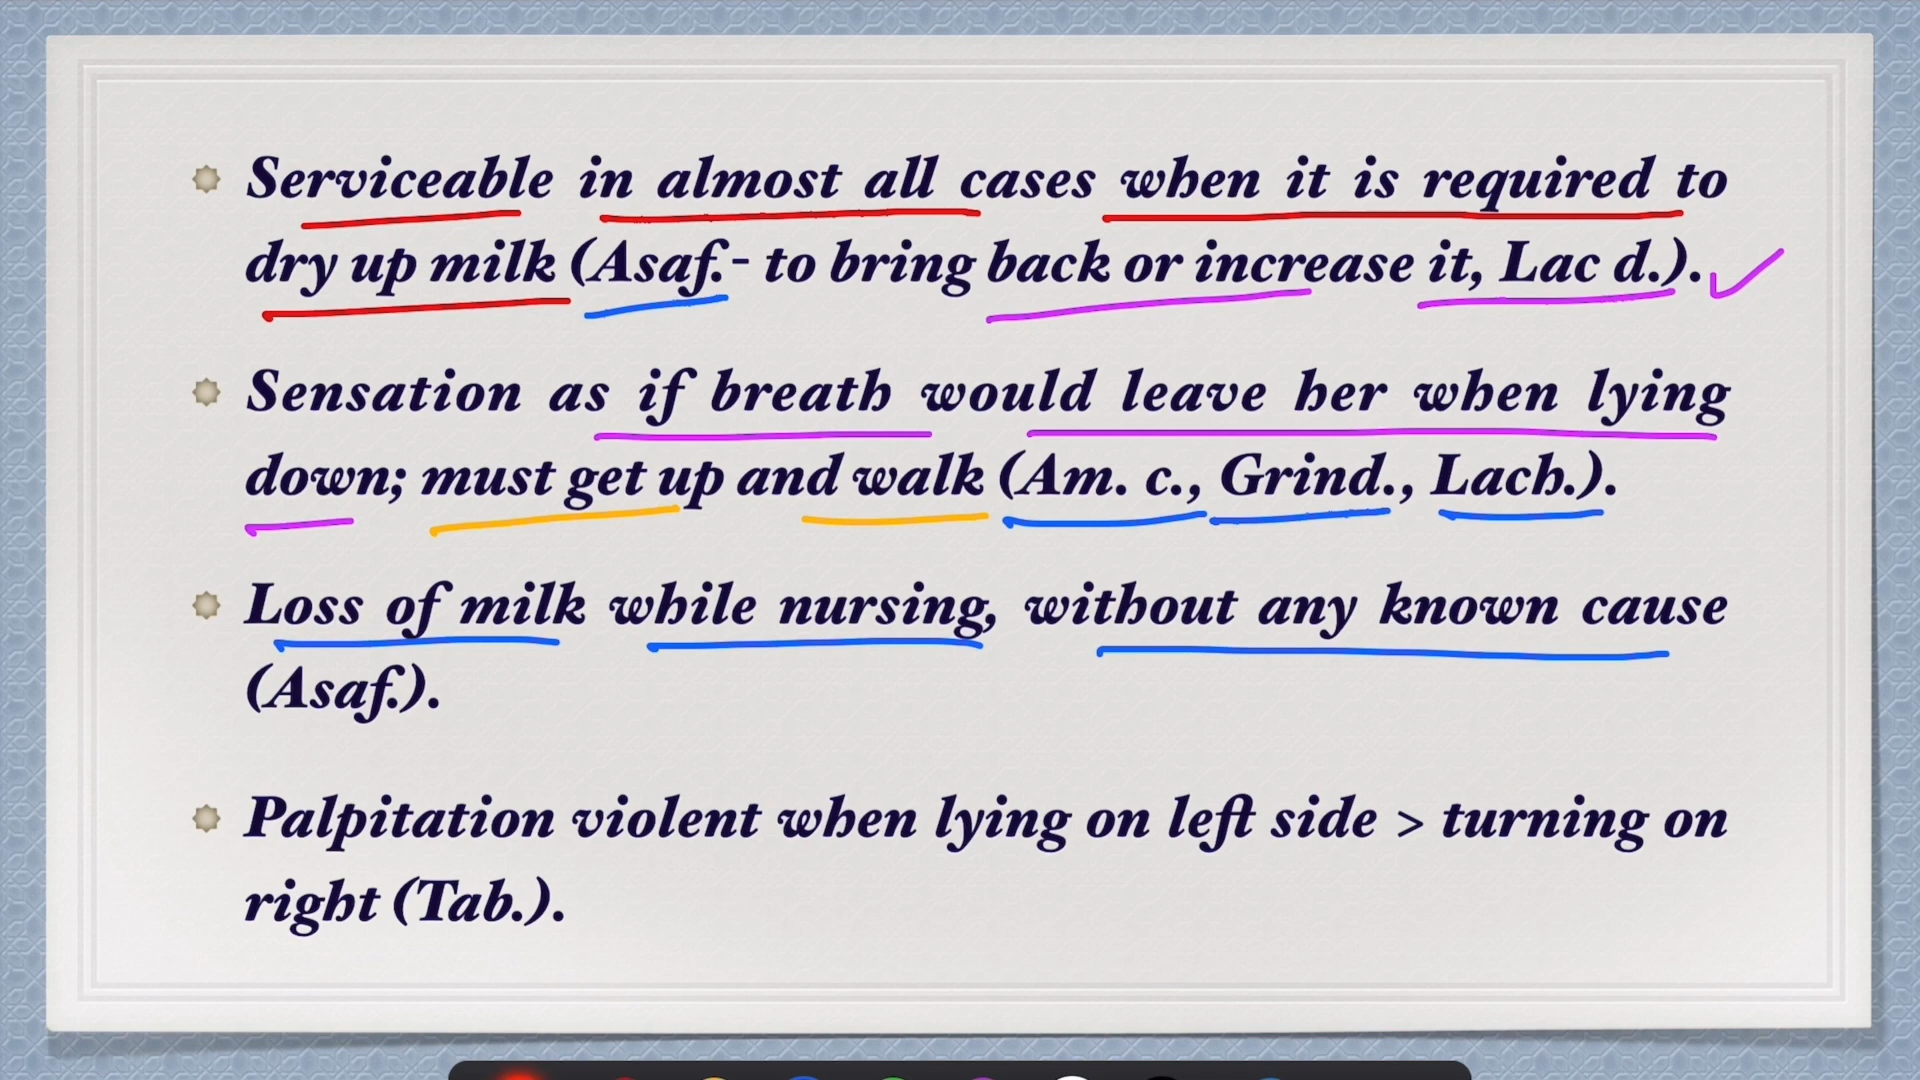 Serviceable in almost all cases when it is required to
dry up milk (Asaf.- to bring back or increase it, Lac d.).
Sensation as if breath would leave her when lying
down; must get up and walk (Am. c., Grind., Lach.).
Loss of milk while nursing, without any known cause
(Asaf.).
Palpitation violent when lying on left side > turning on
right (Tab.).